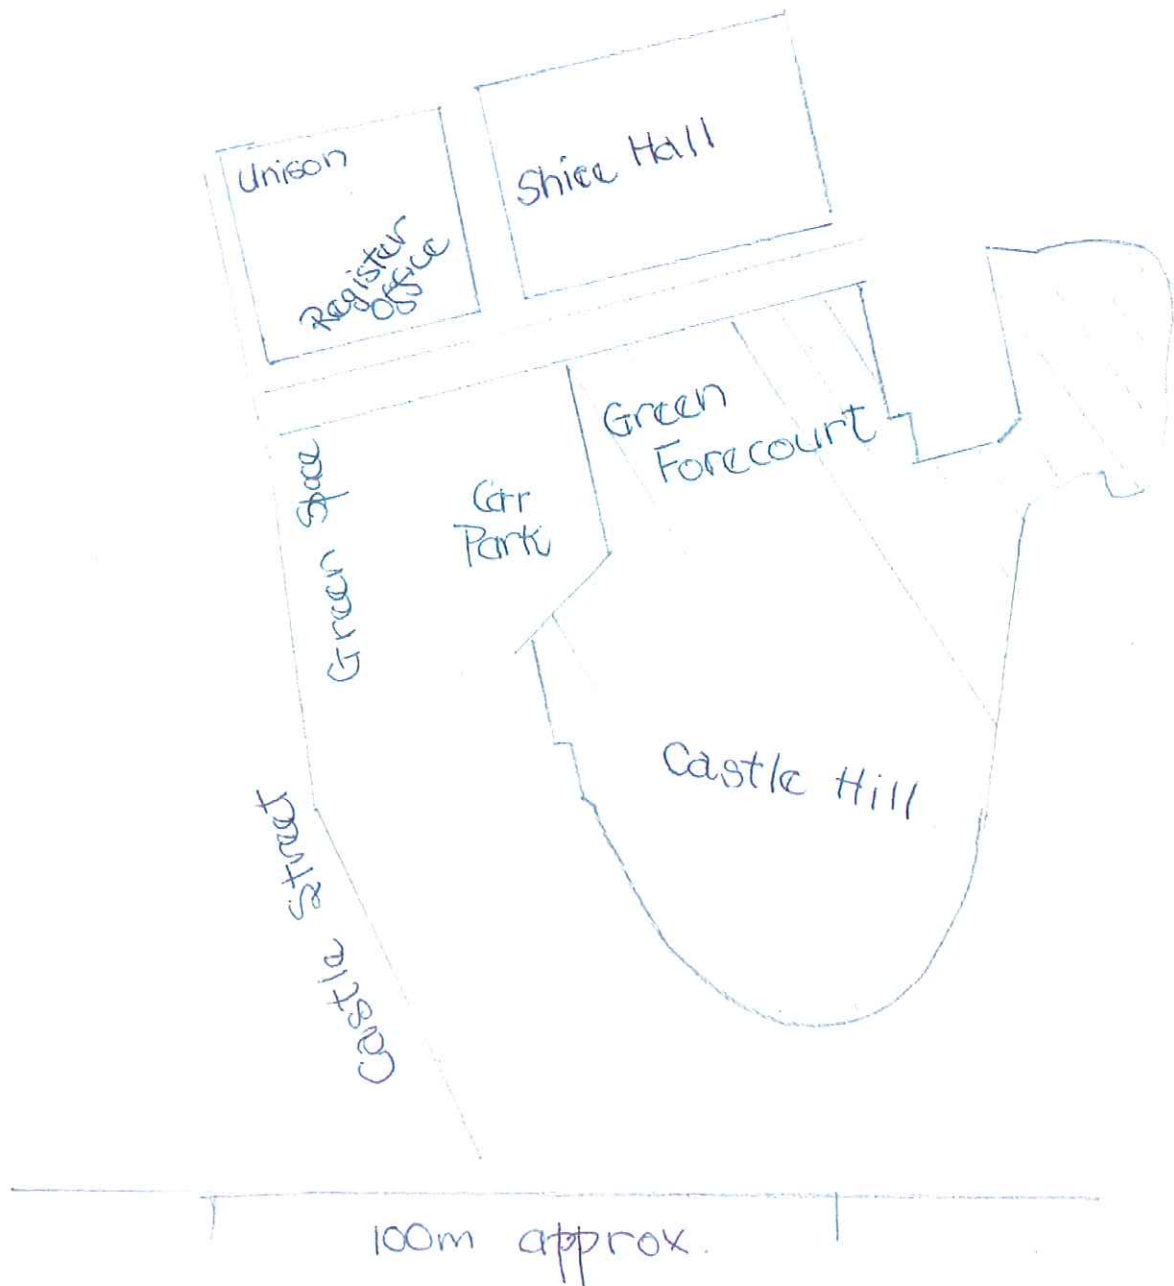 Unison
Register
Office
Shire Hall
Green
Forecourt
Green Space
Car
Park
Castle Hill
Castle Street
100m approx.